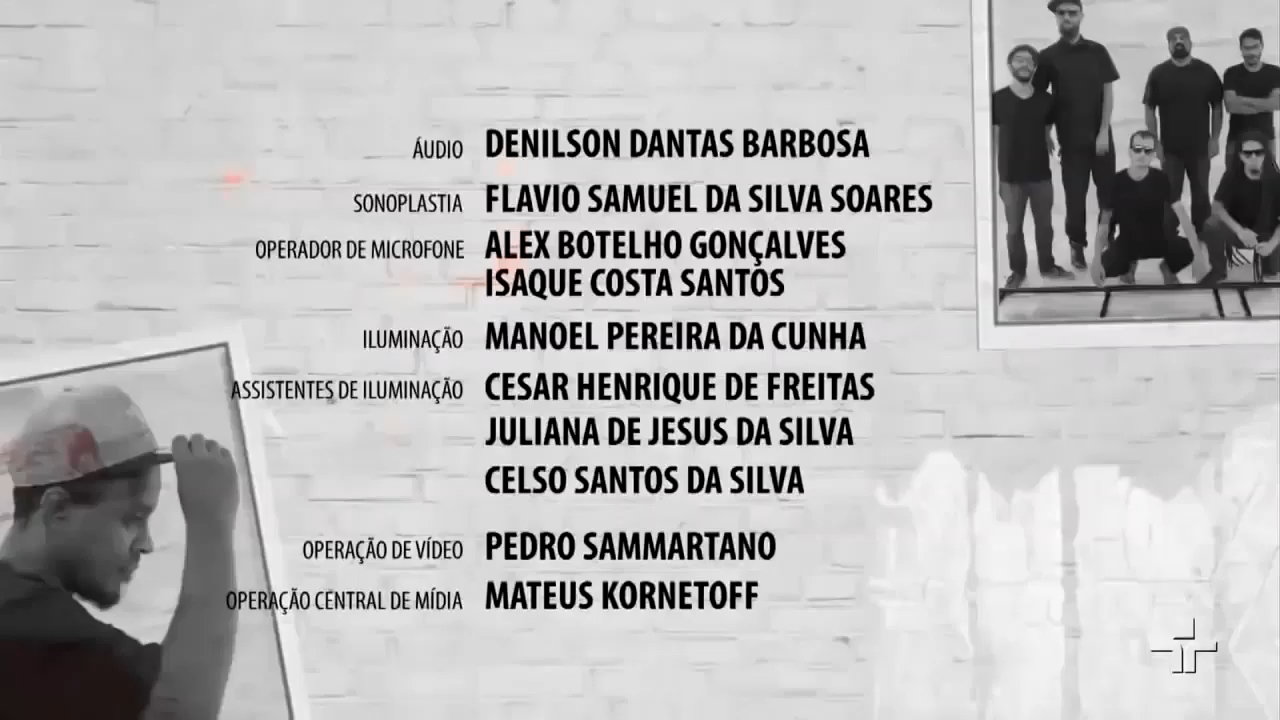 ÁUDIO DENILSON DANTAS BARBOSA
SONOPLASTIA FLAVIO SAMUEL DA SILVA SOARES
OPERADOR DE MICROFONE ALEX BOTELHO GONÇALVES
ISAQUE COSTA SANTOS
ILUMINAÇÃO MANOEL PEREIRA DA CUNHA
ASSISTENTES DE ILUMINAÇÃO CESAR HENRIQUE DE FREITAS
JULIANA DE JESUS DA SILVA
CELSO SANTOS DA SILVA
OPERAÇÃO DE VÍDEO PEDRO SAMMARTANO
OPERAÇÃO CENTRAL DE MÍDIA MATEUS KORNETOFF